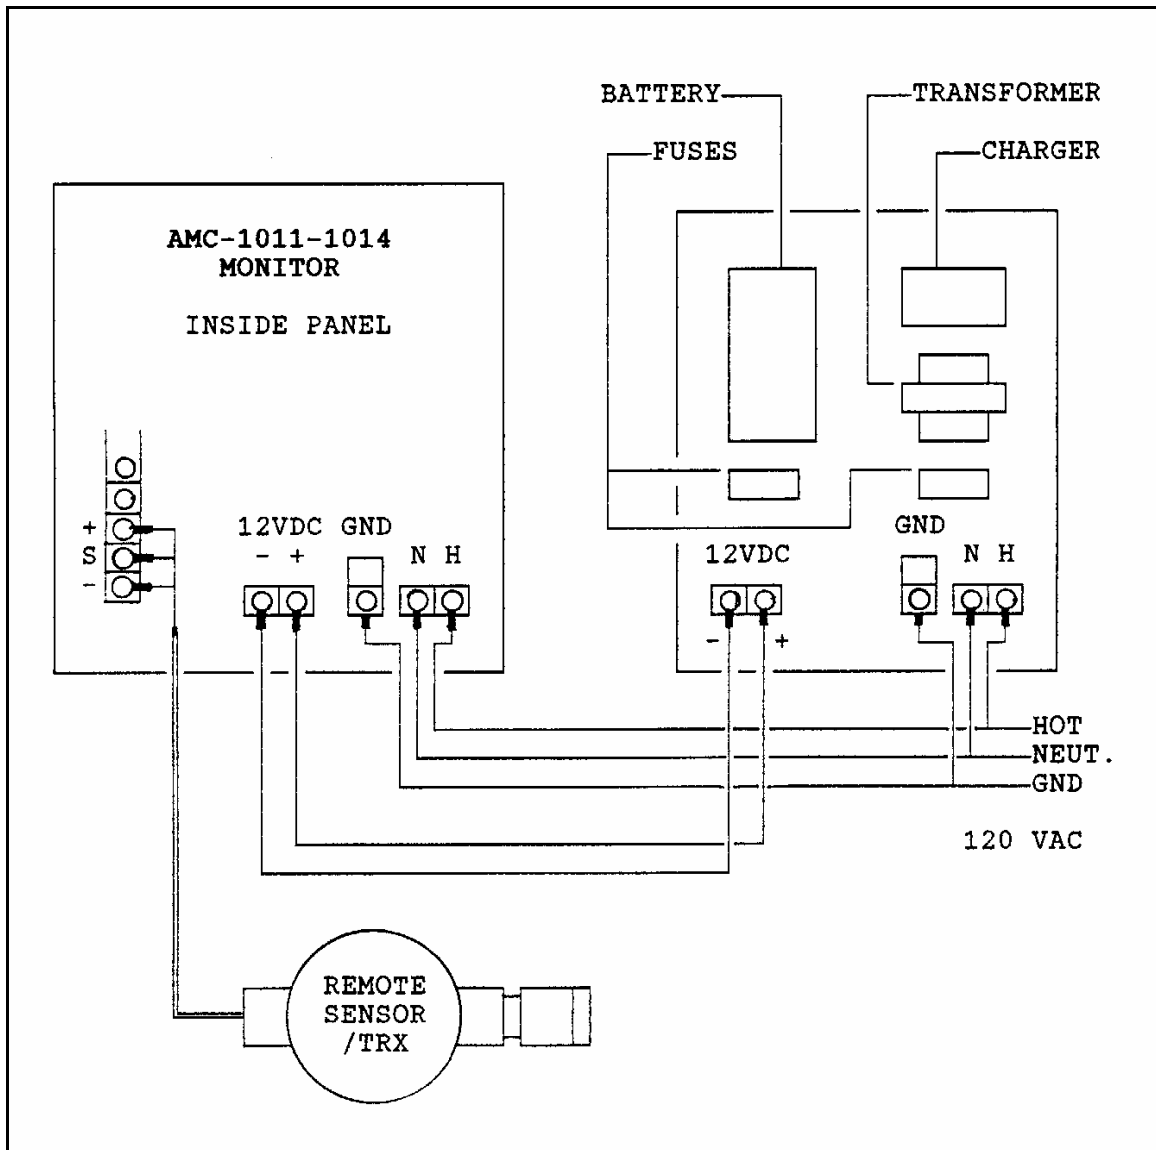 BATTERY
TRANSFORMER
FUSES
CHARGER
AMC-1011-1014
MONITOR
INSIDE PANEL
+
S
-
12VDC GND
- +
N H
GND
12VDC
N H
- +
HOT
NEUT.
GND
120 VAC
REMOTE
SENSOR
/TRX